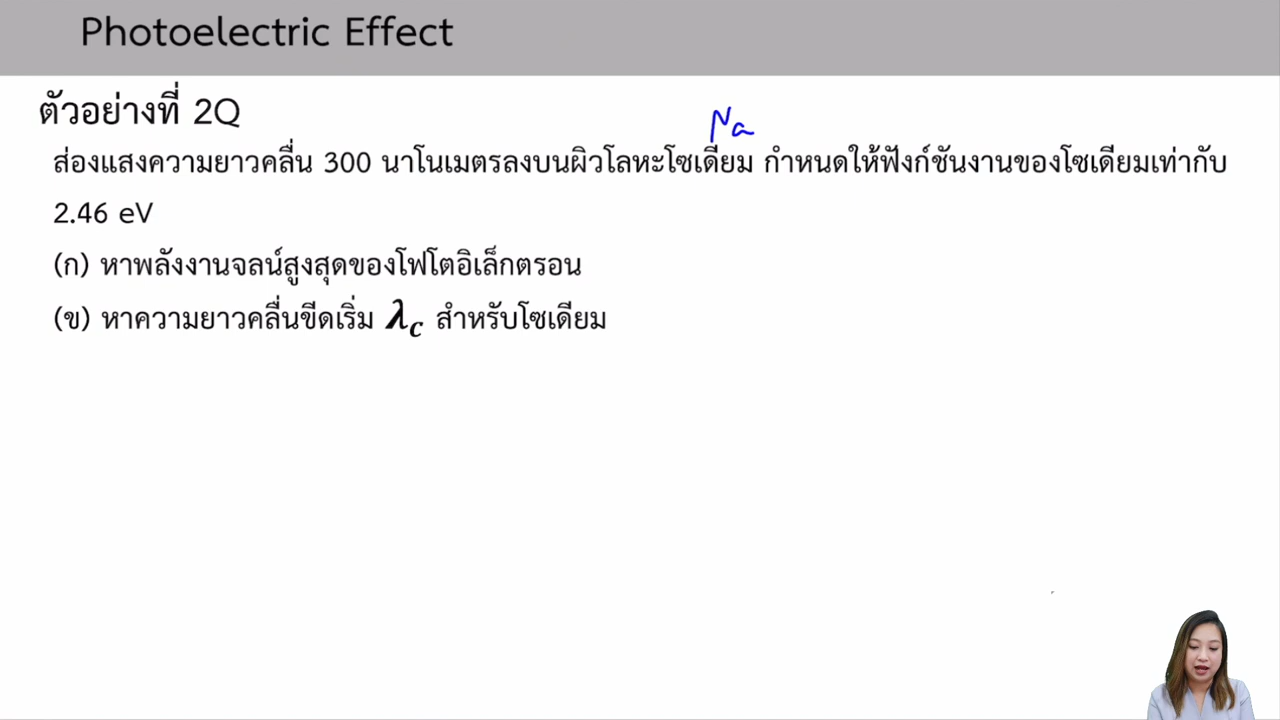 Photoelectric Effect
ตัวอย่างที่ 2Q
Na
ส่องแสงความยาวคลื่น 300 นาโนเมตรลงบนผิวโลหะโซเดียม กำหนดให้ฟังก์ชันงานของโซเดียมเท่ากับ
2.46 eV
(ก) หาพลังงานจลน์สูงสุดของโฟโตอิเล็กตรอน
(ข) หาความยาวคลื่นขีดเริ่ม λc สำหรับโซเดียม